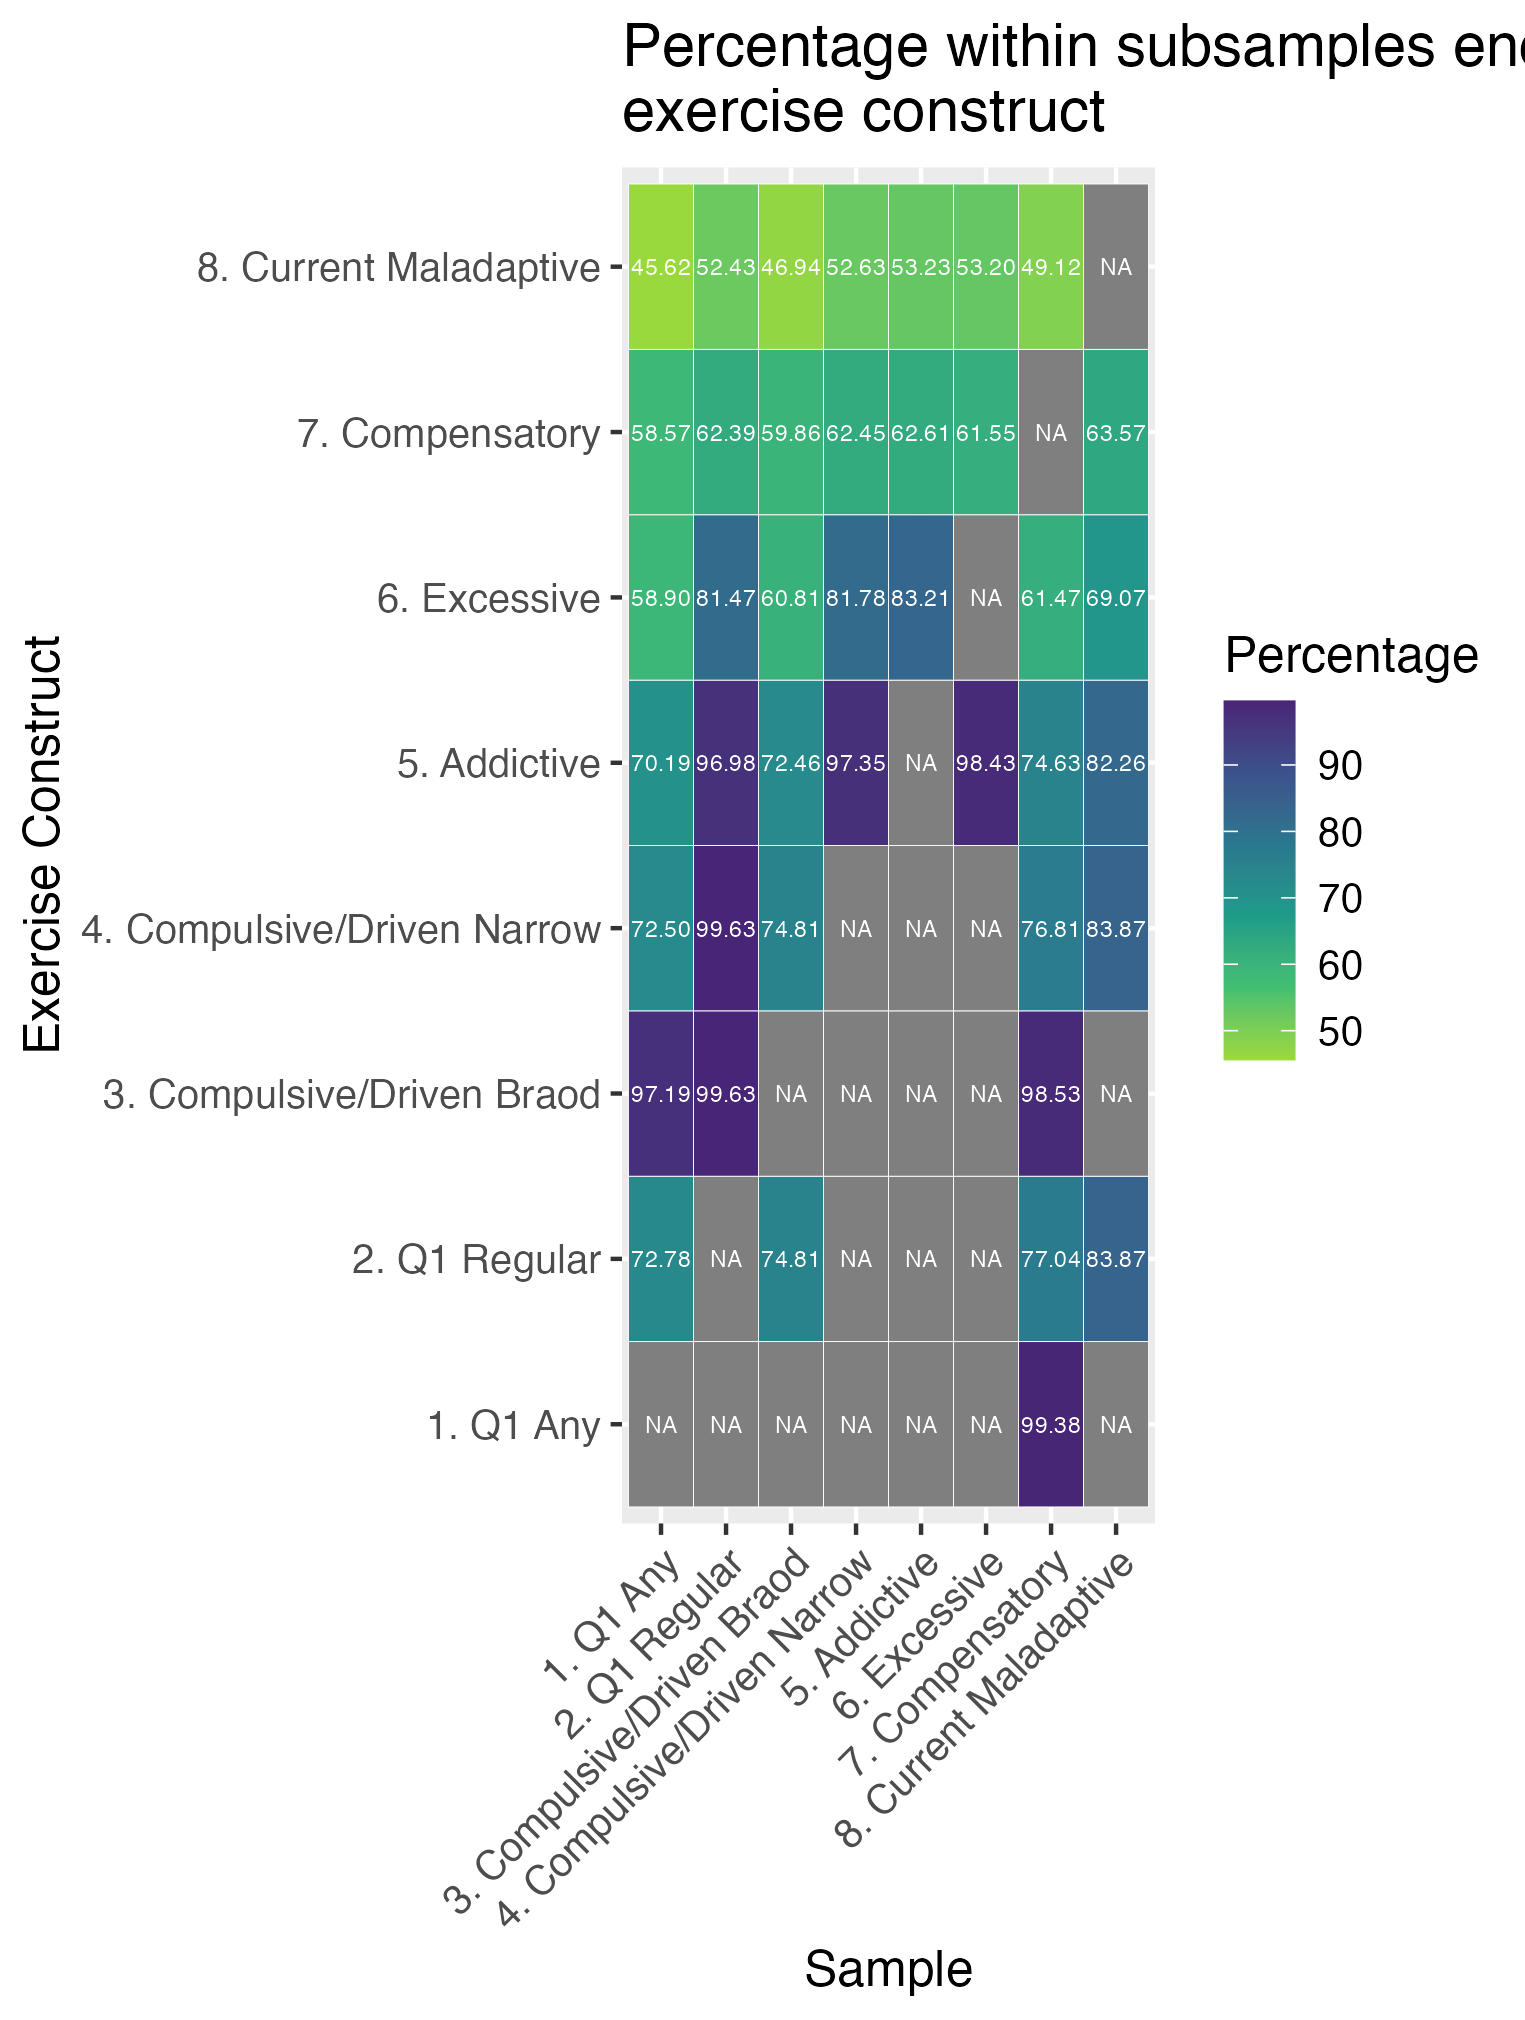 Percentage within subsamples en
exercise construct
Exercise Construct
8. Current Maladaptive 45.62 52.43 46.94 52.63 53.23 53.20 49.12 NA
7. Compensatory 58.57 62.39 59.86 62.45 62.61 61.55 NA 63.57
6. Excessive 58.90 81.47 60.81 81.78 83.21 NA 61.47 69.07
5. Addictive 70.19 96.98 72.46 97.35 NA 98.43 74.63 82.26
4. Compulsive/Driven Narrow 72.50 99.63 74.81 NA NA NA 76.81 83.87
3. Compulsive/Driven Braod 97.19 99.63 NA NA NA NA 98.53 NA
2. Q1 Regular 72.78 NA 74.81 NA NA NA 77.04 83.87
1. Q1 Any NA NA NA NA NA NA 99.38 NA
1. Q1 Any
2. Q1 Regular
3. Compulsive/Driven Braod
4. Compulsive/Driven Narrow
5. Addictive
6. Excessive
7. Compensatory
8. Current Maladaptive
Sample
Percentage
90
80
70
60
50